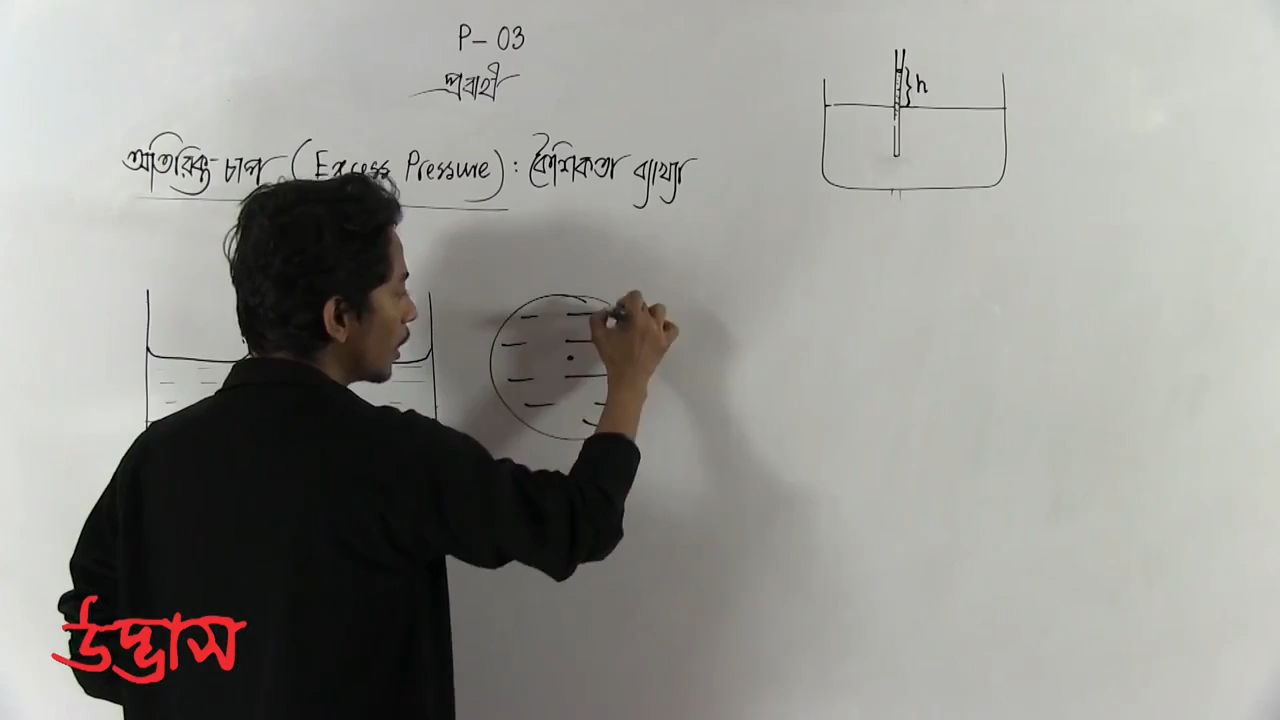 P- 03
প্রবাহী
অতিরিক্ত চাপ (Excess Pressure) : কৈশিকতা ব্যাখ্যা
h
উদ্ভাস